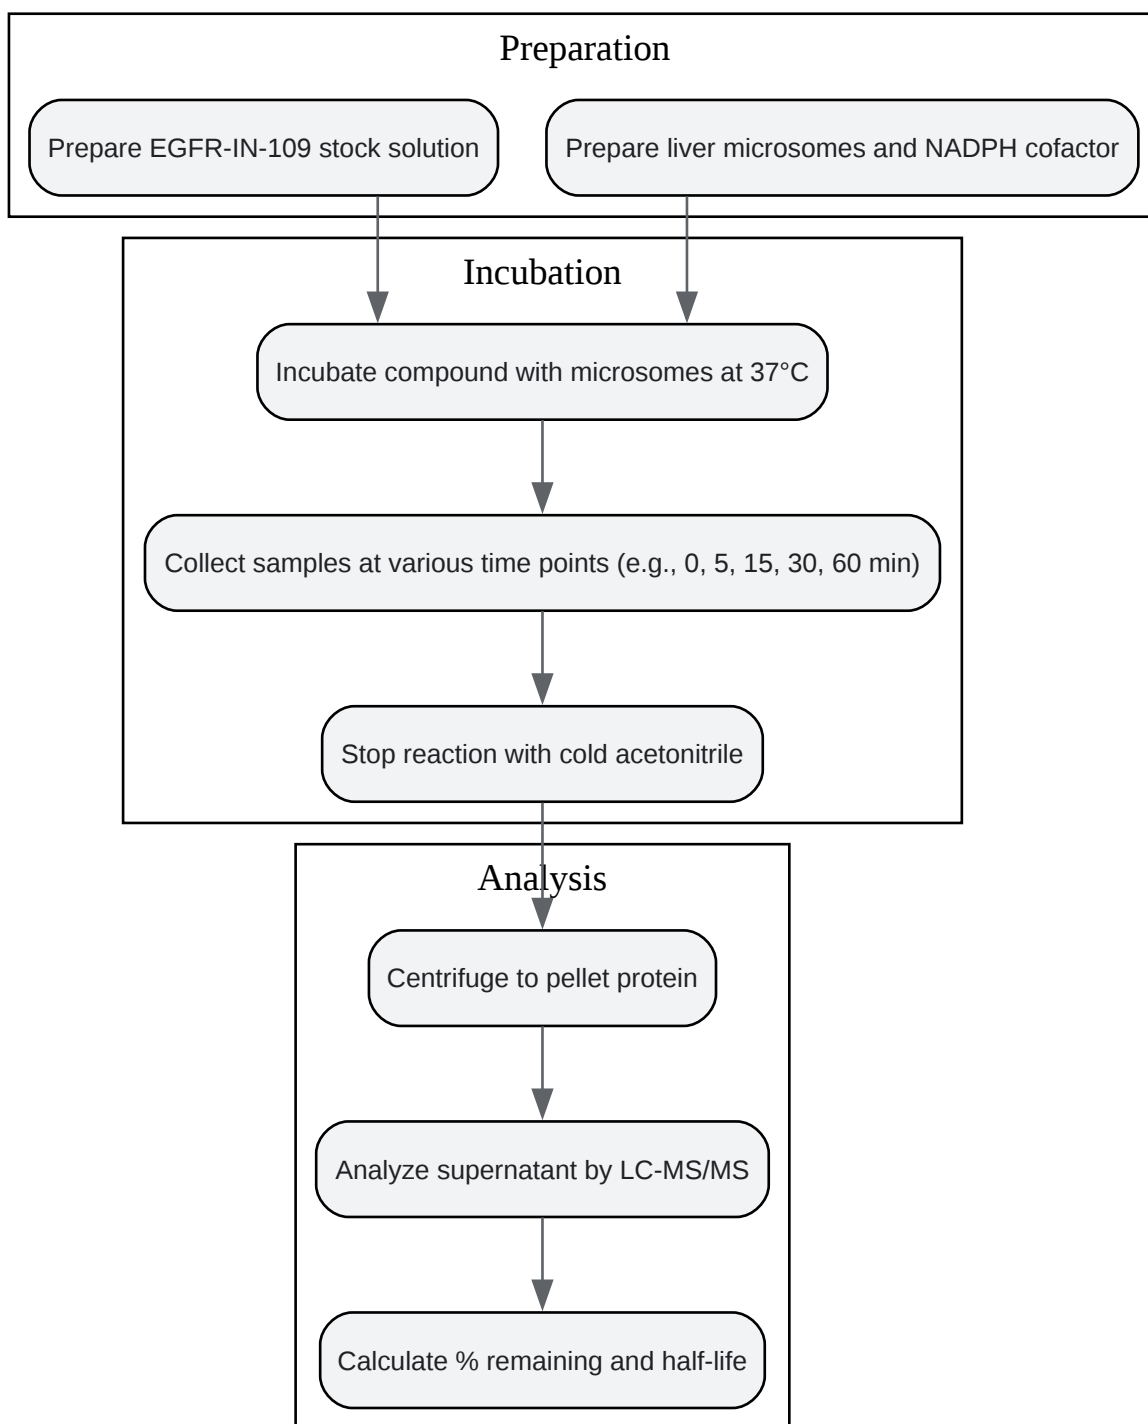 Preparation
Prepare EGFR-IN-109 stock solution
Prepare liver microsomes and NADPH cofactor
Incubation
Incubate compound with microsomes at 37°C
Collect samples at various time points (e.g., 0, 5, 15, 30, 60 min)
Stop reaction with cold acetonitrile
Analysis
Centrifuge to pellet protein
Analyze supernatant by LC-MS/MS
Calculate % remaining and half-life